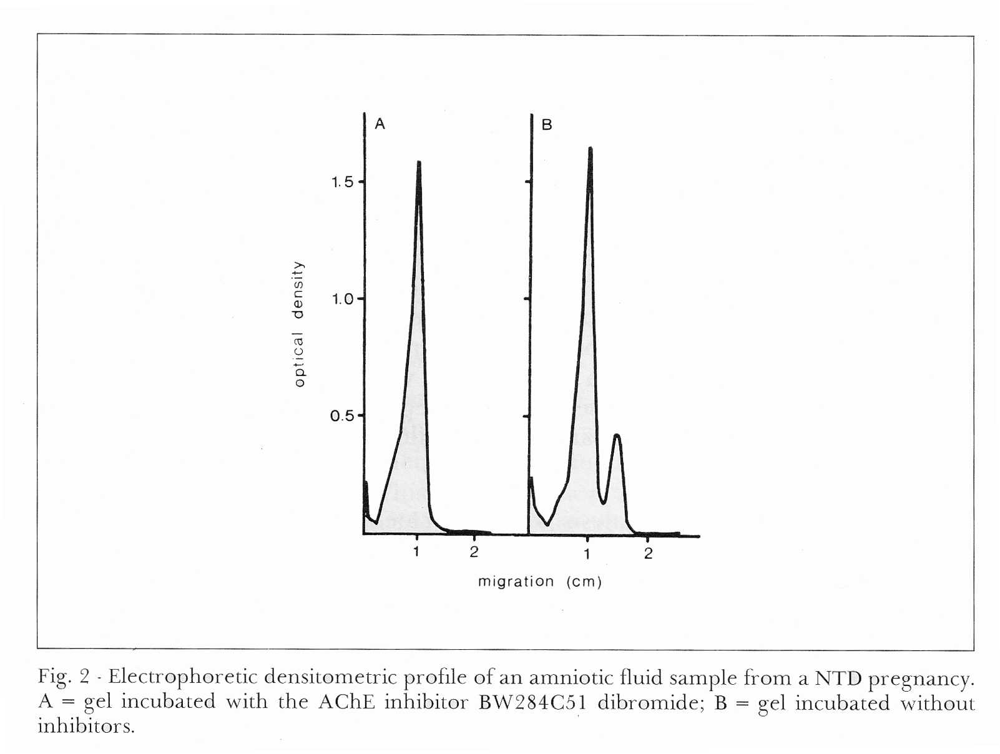 A
B
1.5
1.0
0.5
optical density
1
2
1
2
migration (cm)
Fig. 2 - Electrophoretic densitometric profile of an amniotic fluid sample from a NTD pregnancy.
A = gel incubated with the AChE inhibitor BW284C51 dibromide; B = gel incubated without
inhibitors.